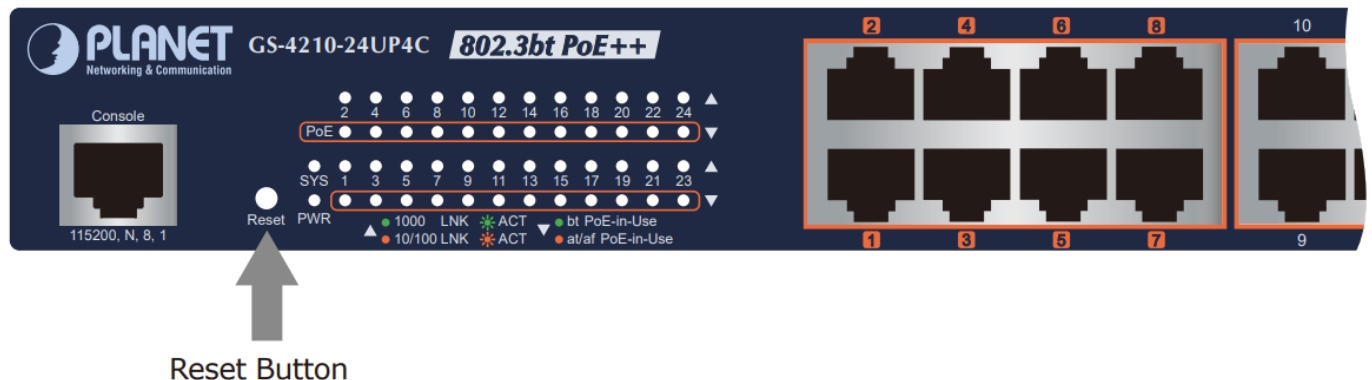 PLANET
Networking & Communication
GS-4210-24UP4C
802.3bt PoE++
Console
115200, N, 8, 1
Reset
2 4 6 8 10 12 14 16 18 20 22 24
PoE
SYS 1 3 5 7 9 11 13 15 17 19 21 23
PWR
1000 LNK ACT bt PoE-in-Use
10/100 LNK ACT at/af PoE-in-Use
2 4 6 8 10
1 3 5 7 9
Reset Button